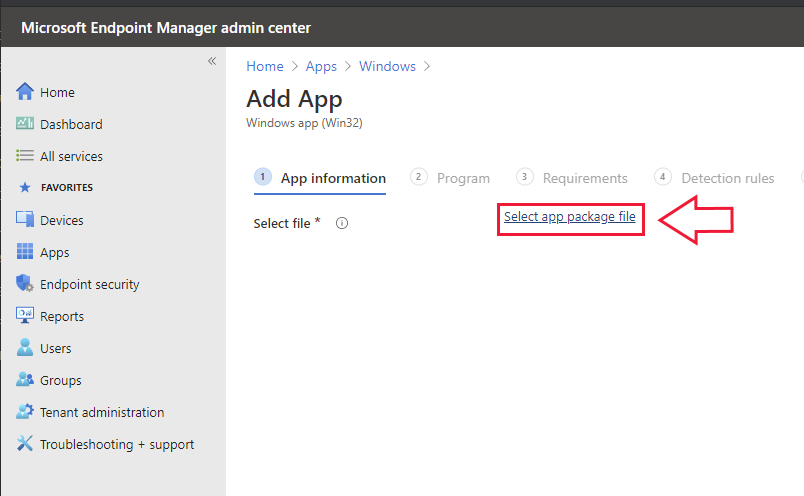 Microsoft Endpoint Manager admin center
«
Home
Dashboard
All services
FAVORITES
Devices
Apps
Endpoint security
Reports
Users
Groups
Tenant administration
Troubleshooting + support
Home > Apps > Windows >
Add App
Windows app (Win32)
1 App information 2 Program 3 Requirements 4 Detection rules
Select file * Select app package file